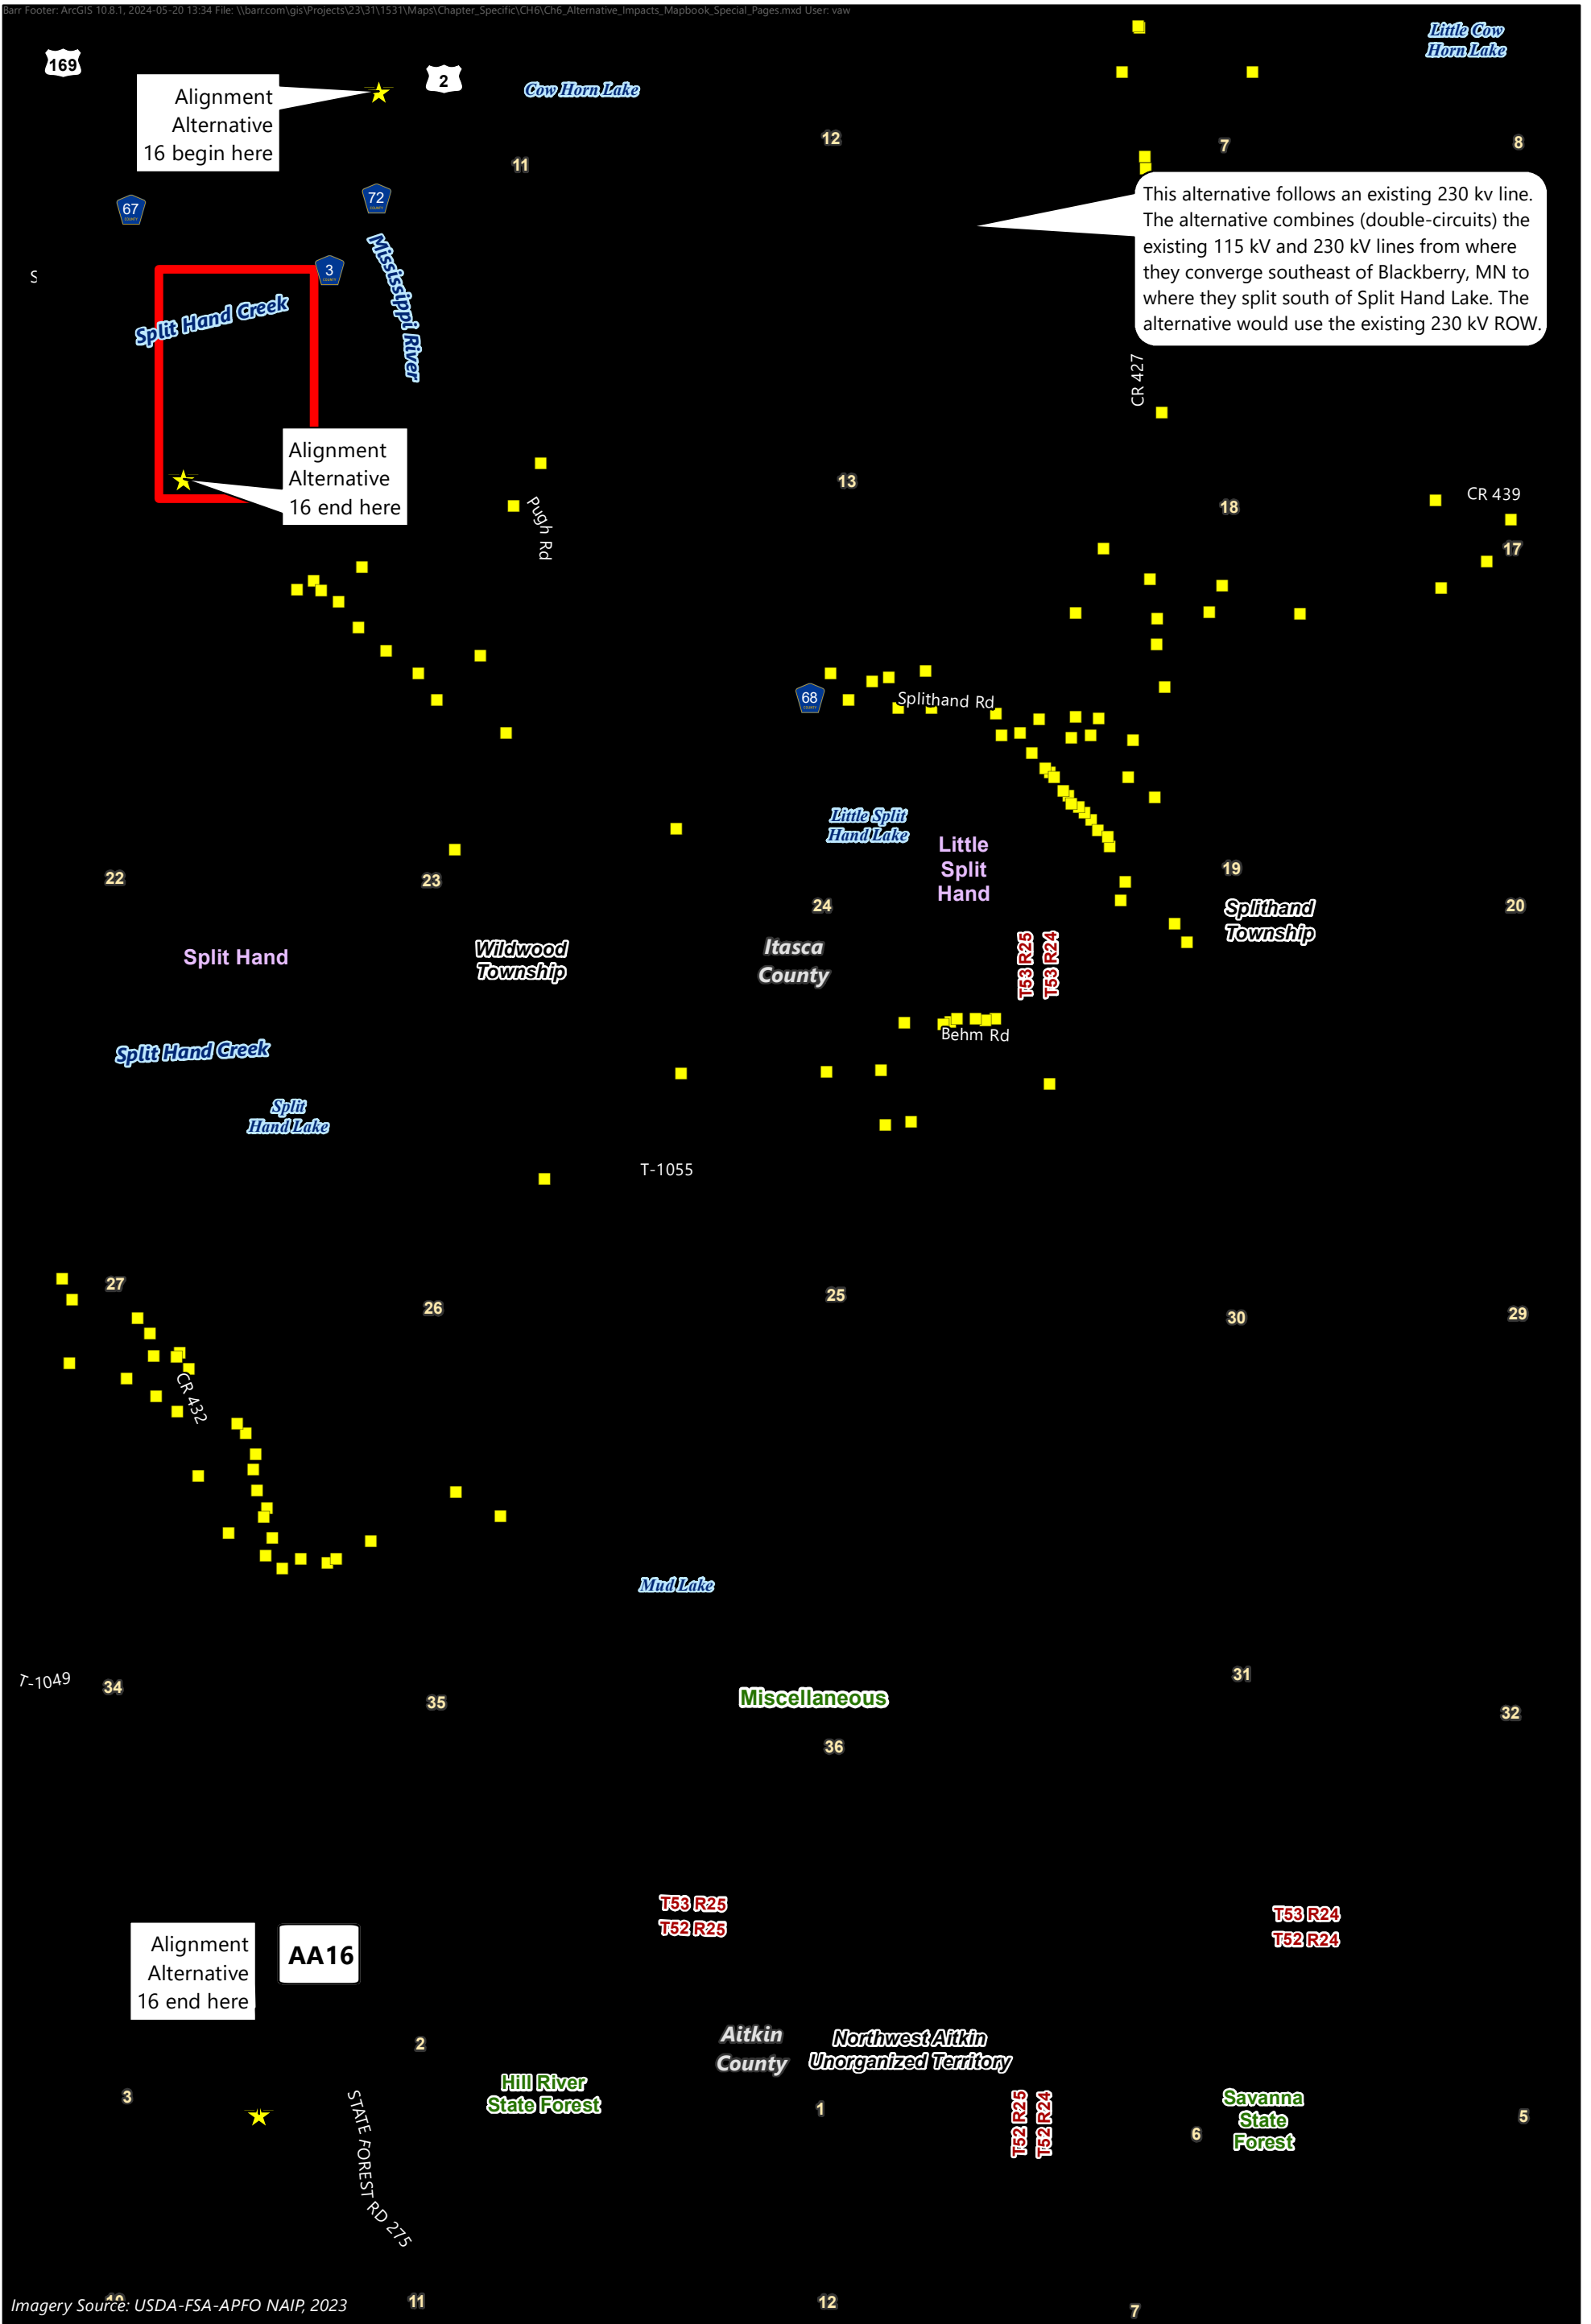 Barr Footer: ArcGIS 10.8.1, 2024-05-20 13:34 File: \\barr.com\gis\Projects\23\31\1531\Maps\Chapter_Specific\CH6\Ch6_Alternative_Impacts_Mapbook_Special_Pages.mxd User: vaw
Little Cow
Horn Lake
169
2
Alignment
Alternative
16 begin here
Cow Horn Lake
12
7
8
11
67
COUNTY
72
COUNTY
This alternative follows an existing 230 kv line.
The alternative combines (double-circuits) the
existing 115 kV and 230 kV lines from where
they converge southeast of Blackberry, MN to
where they split south of Split Hand Lake. The
alternative would use the existing 230 kV ROW.
S
3
COUNTY
Mississippi River
Split Hand Creek
CR 427
Alignment
Alternative
16 end here
13
Pugh Rd
18
CR 439
17
68
COUNTY
Splithand Rd
Little Split
Hand Lake
Little
Split
Hand
22
23
19
24
20
Splithand
Township
Split Hand
Wildwood
Township
Itasca
County
T53 R25
T53 R24
Behm Rd
Split Hand Creek
Split
Hand Lake
T-1055
27
26
25
30
29
CR 432
Mud Lake
T-1049
34
35
Miscellaneous
31
32
36
T53 R25
T52 R25
T53 R24
T52 R24
Alignment
Alternative
16 end here
AA16
2
Aitkin
County
Northwest Aitkin
Unorganized Territory
3
Hill River
State Forest
1
T52 R25
T52 R24
Savanna
State
Forest
6
5
STATE FOREST RD 275
10
11
12
7
Imagery Source: USDA-FSA-APFO NAIP, 2023